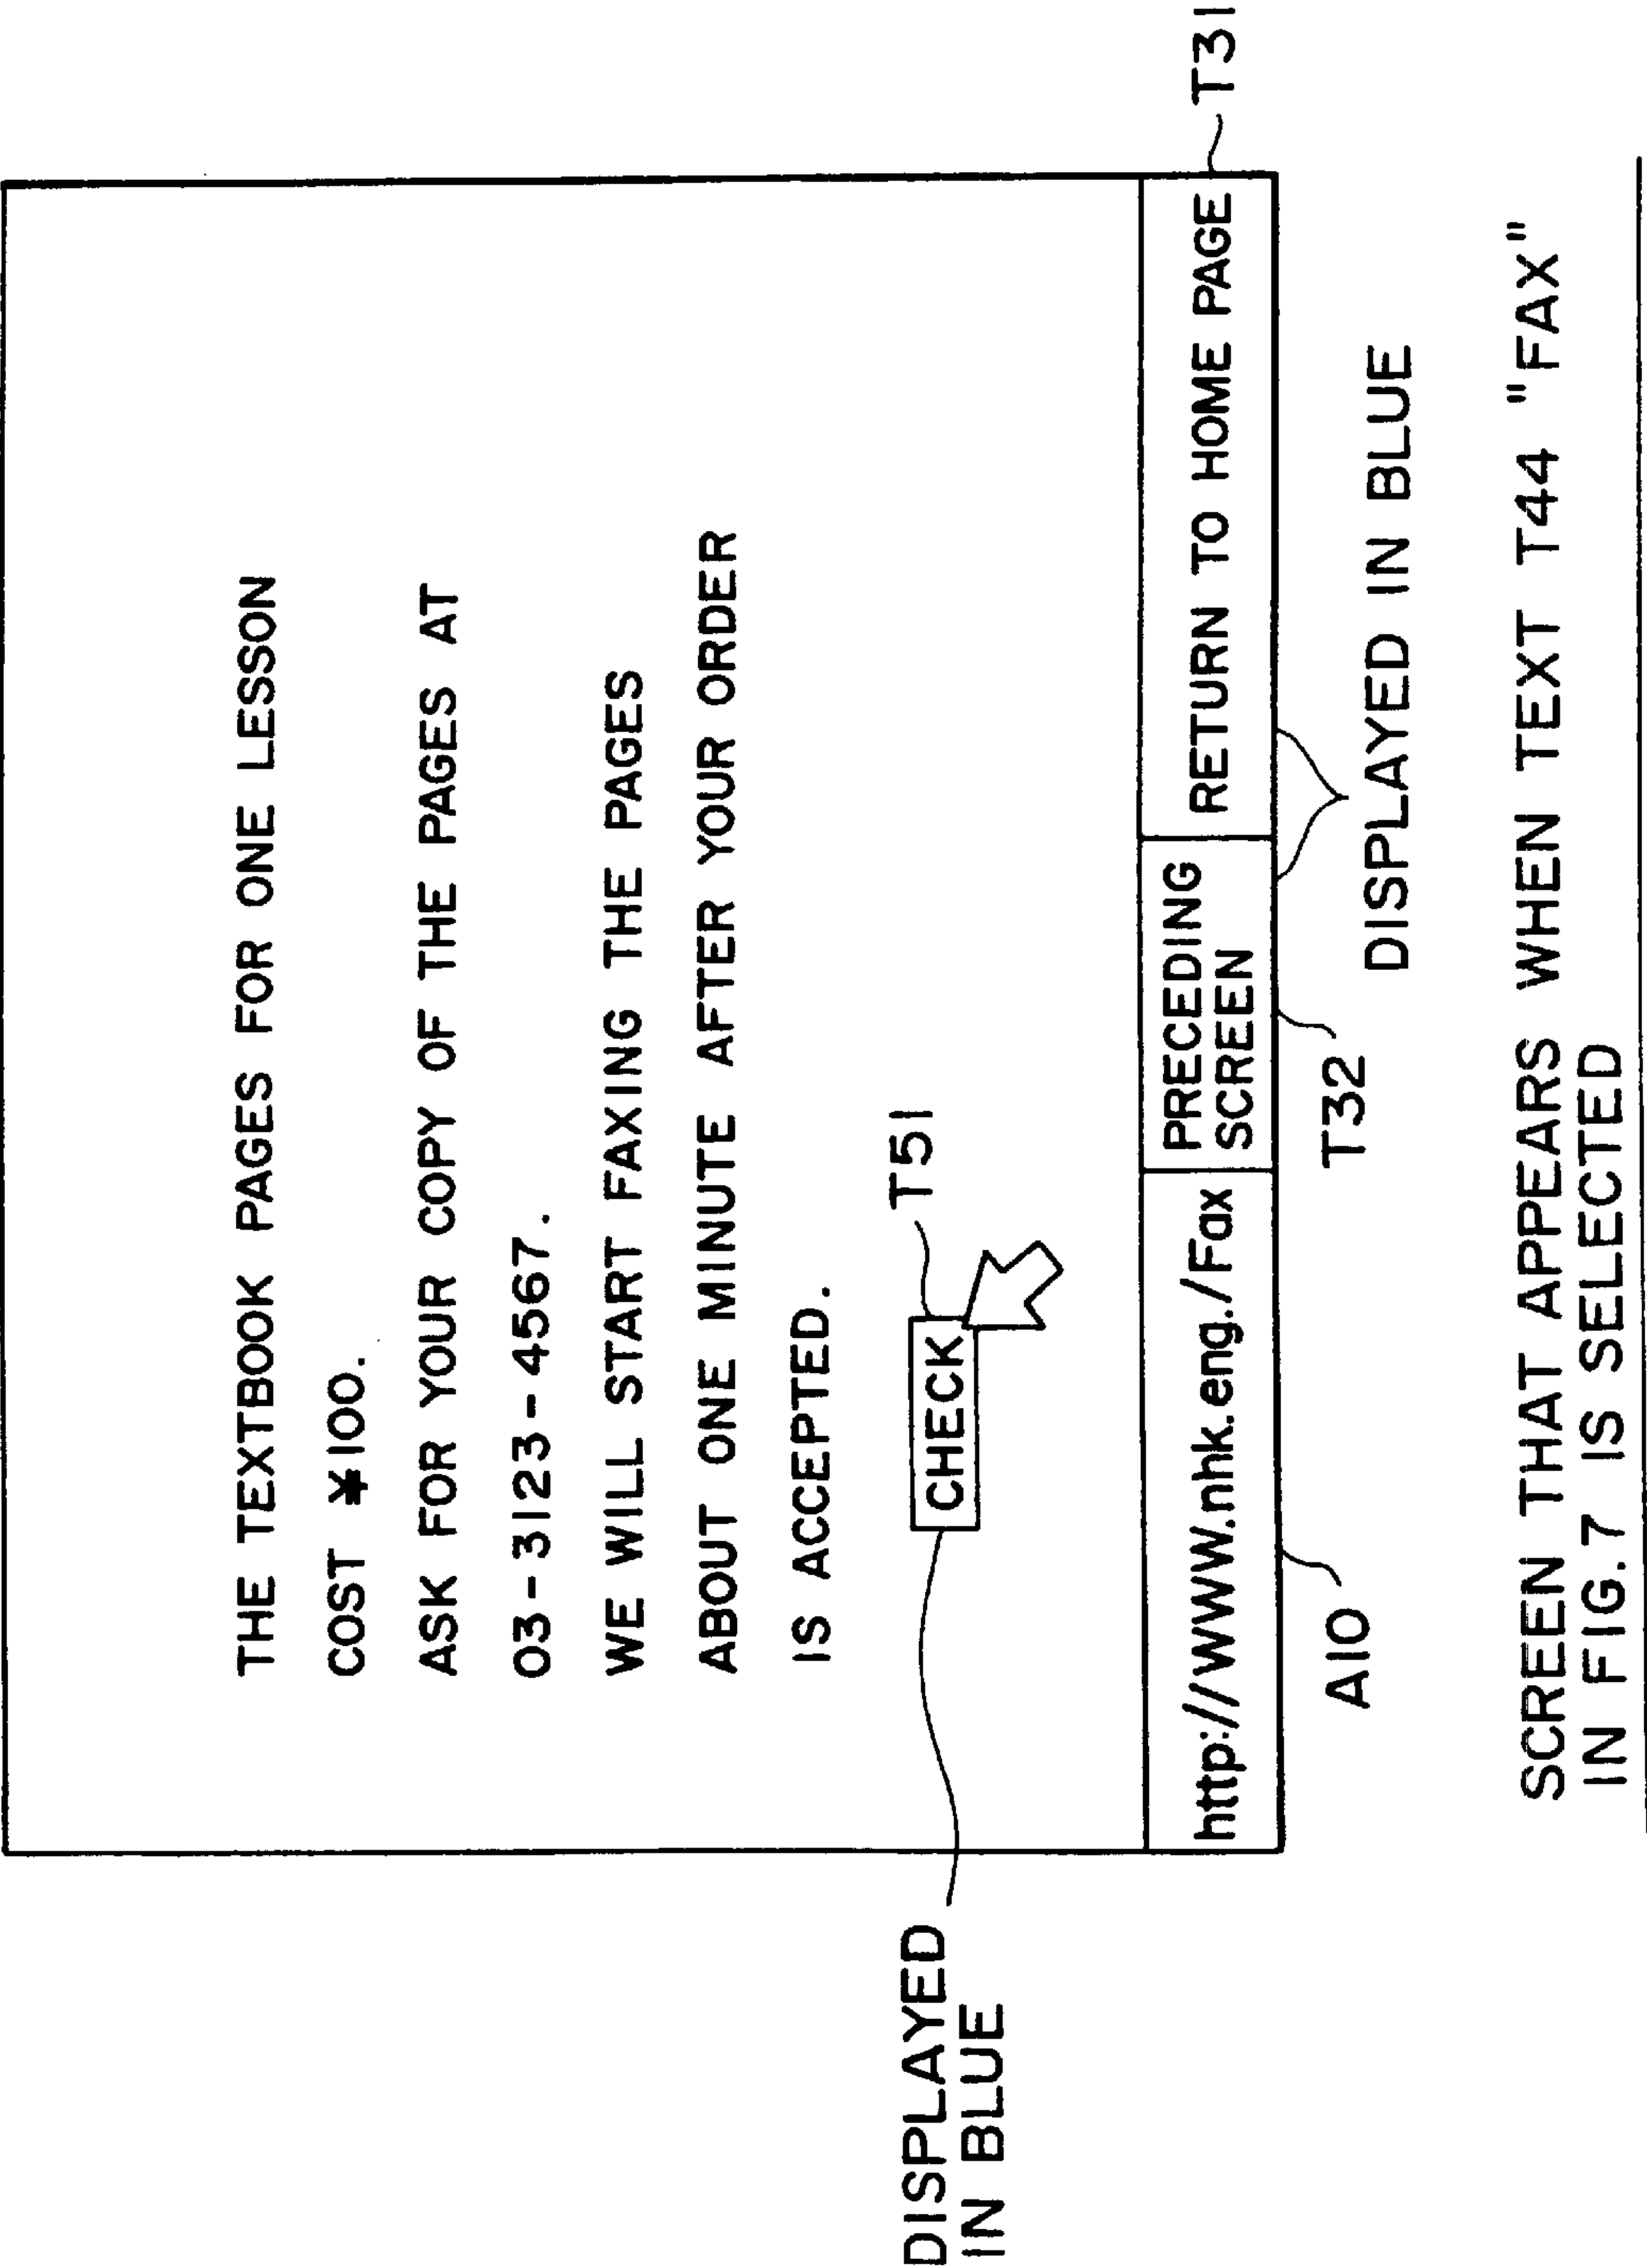 THE TEXTBOOK PAGES FOR ONE LESSON
COST ¥100.
ASK FOR YOUR COPY OF THE PAGES AT
03-3123-4567.
WE WILL START FAXING THE PAGES
ABOUT ONE MINUTE AFTER YOUR ORDER
IS ACCEPTED.
T51
CHECK
DISPLAYED
IN BLUE
http://WWW.nhk.eng./Fax
PRECEDING
SCREEN
RETURN TO HOME PAGE
T31
A10
T32
DISPLAYED IN BLUE
SCREEN THAT APPEARS WHEN TEXT T44 "FAX"
IN FIG.7 IS SELECTED